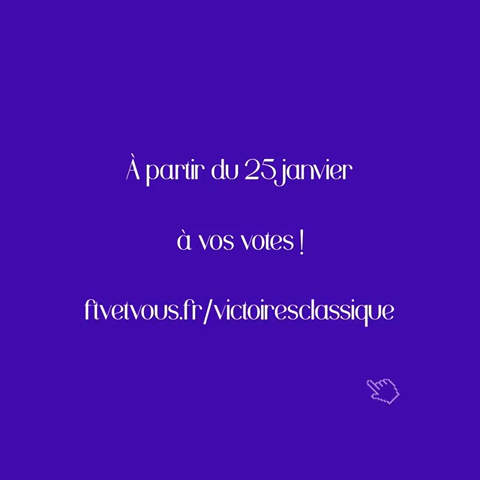 À partir du 25 janvier
à vos votes !
ftvetvous.fr/victoiresclassique